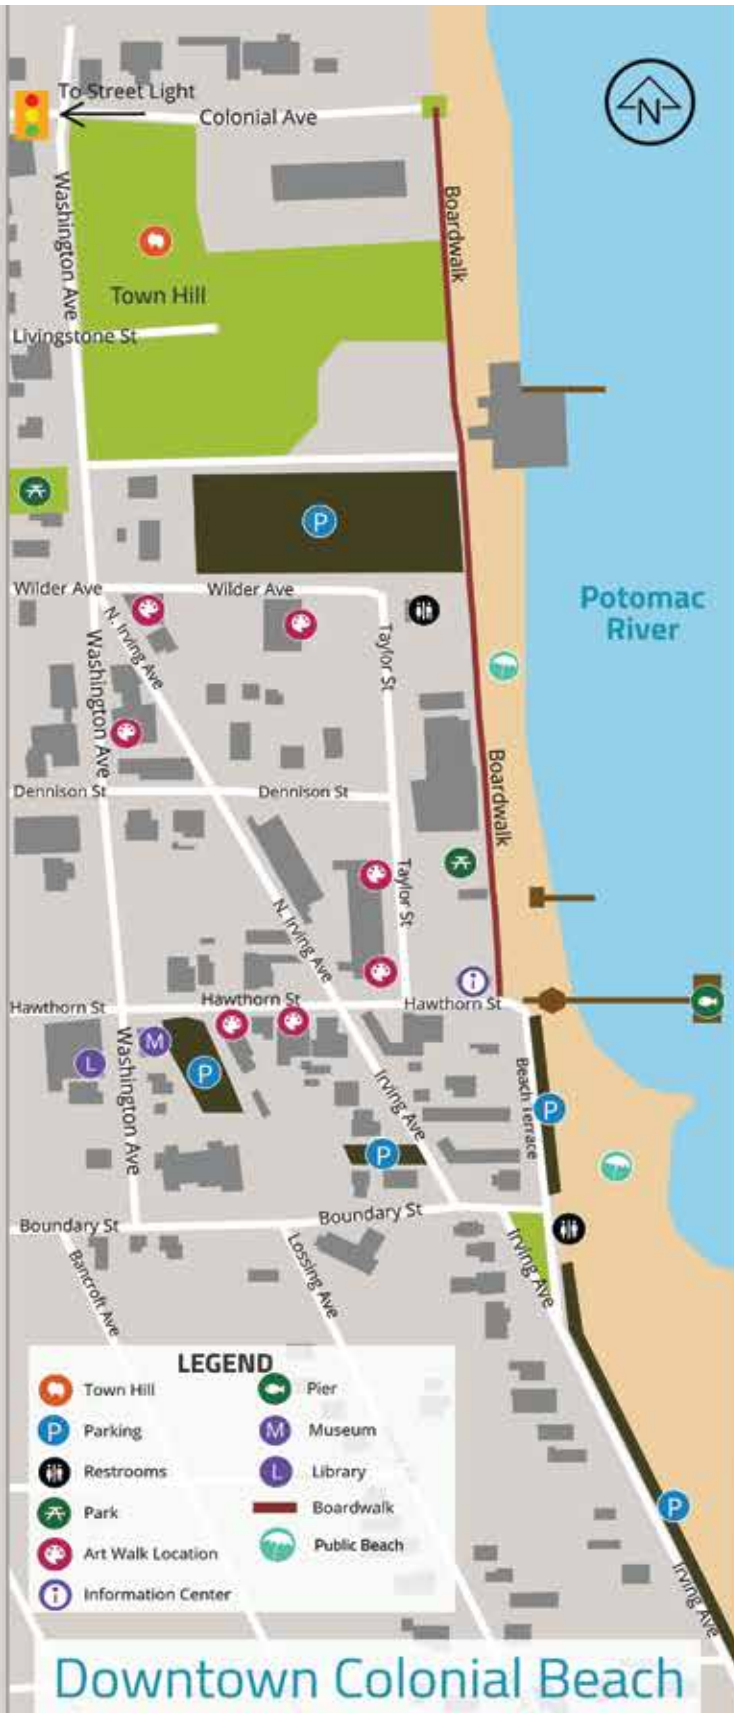 To Street Light
Colonial Ave
N
Washington Ave
Boardwalk
Town Hill
Livingstone St
P
Wilder Ave
Wilder Ave
Potomac
River
N. Irving Ave
Taylor St
Washington Ave
Boardwalk
Dennison St
Dennison St
Taylor St
N. Irving Ave
i
Hawthorn St
Hawthorn St
Hawthorn St
M
L
P
Washington Ave
Irving Ave
Beach Terrace
P
P
Boundary St
Boundary St
Bancroft Ave
Lossing Ave
Irving Ave
LEGEND
Town Hill
Pier
P Parking
M Museum
Restrooms
L Library
Park
Boardwalk
Art Walk Location
Public Beach
i Information Center
P
Irving Ave
Downtown Colonial Beach